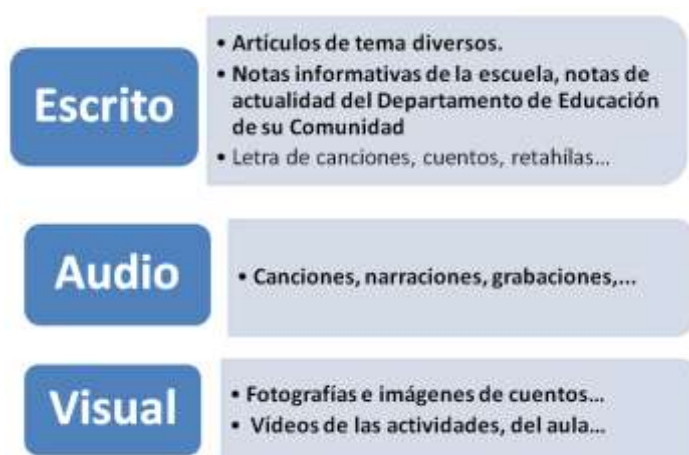 Escrito
• Artículos de tema diversos.
• Notas informativas de la escuela, notas de
actualidad del Departamento de Educación
de su Comunidad
• Letra de canciones, cuentos, retahílas...
Audio
• Canciones, narraciones, grabaciones,...
Visual
• Fotografías e imágenes de cuentos...
• Vídeos de las actividades, del aula...